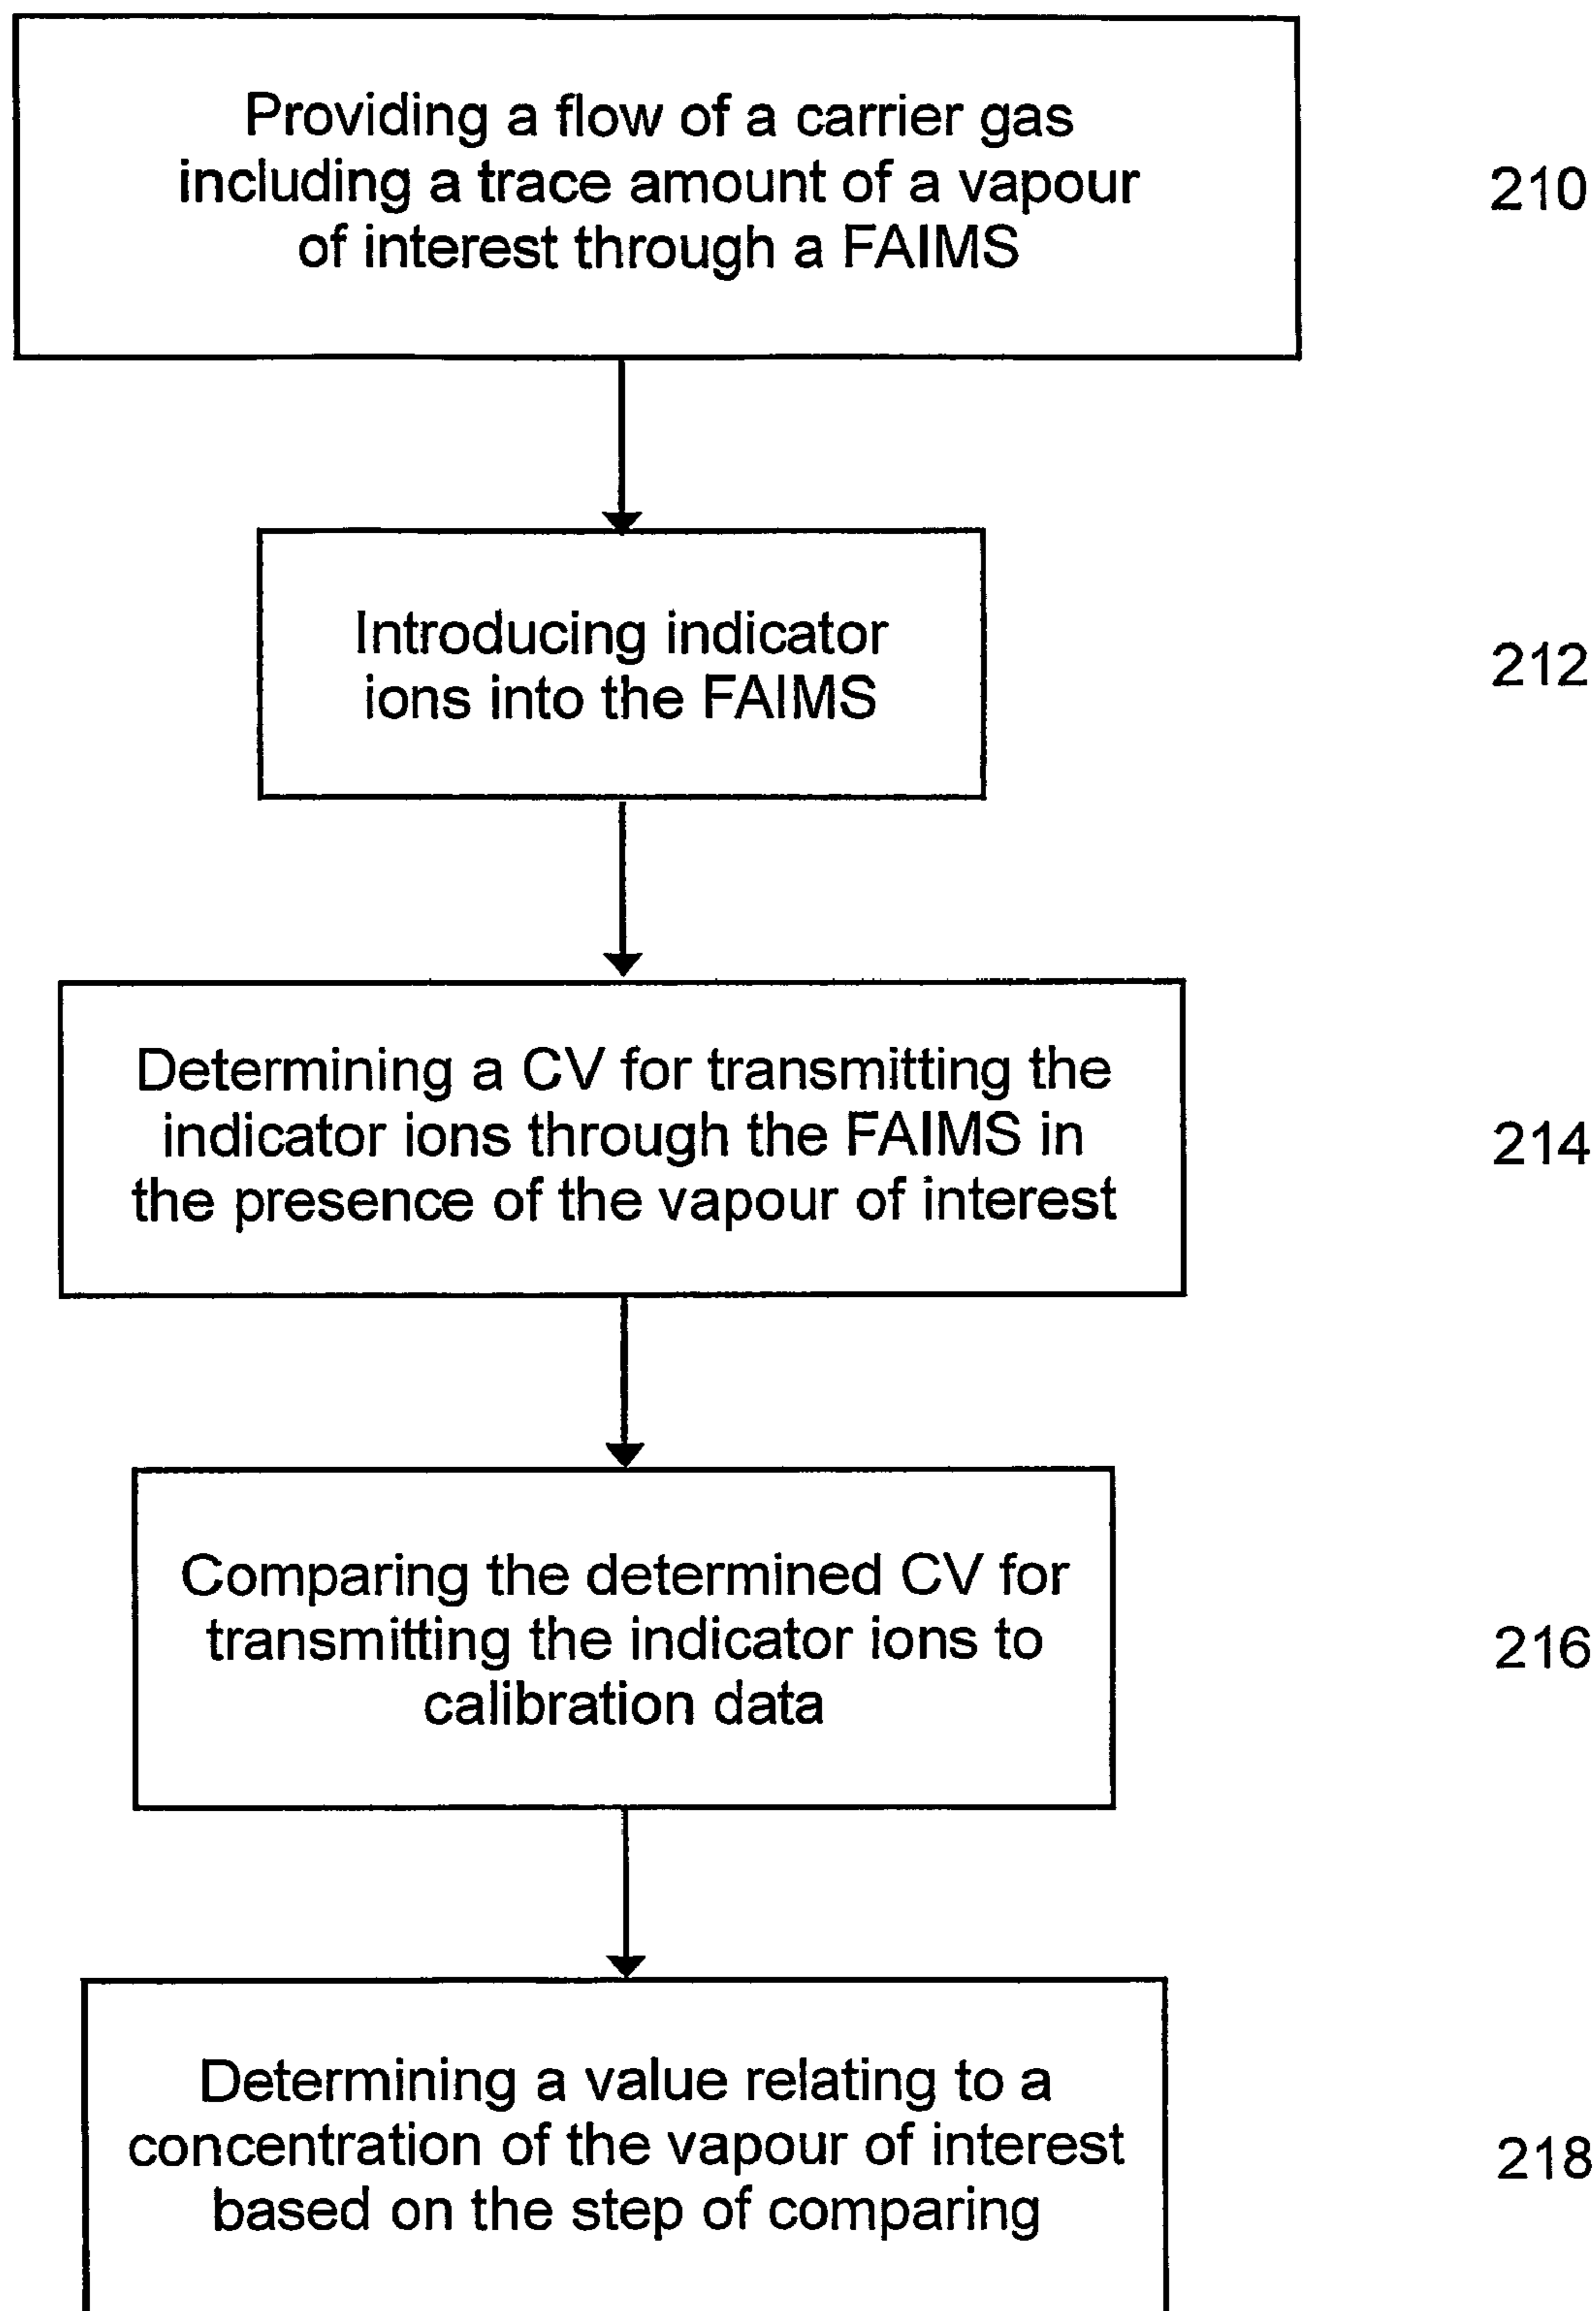 Providing a flow of a carrier gas
including a trace amount of a vapour
of interest through a FAIMS
210
Introducing indicator
ions into the FAIMS
212
Determining a CV for transmitting the
indicator ions through the FAIMS in
the presence of the vapour of interest
214
Comparing the determined CV for
transmitting the indicator ions to
calibration data
216
Determining a value relating to a
concentration of the vapour of interest
based on the step of comparing
218